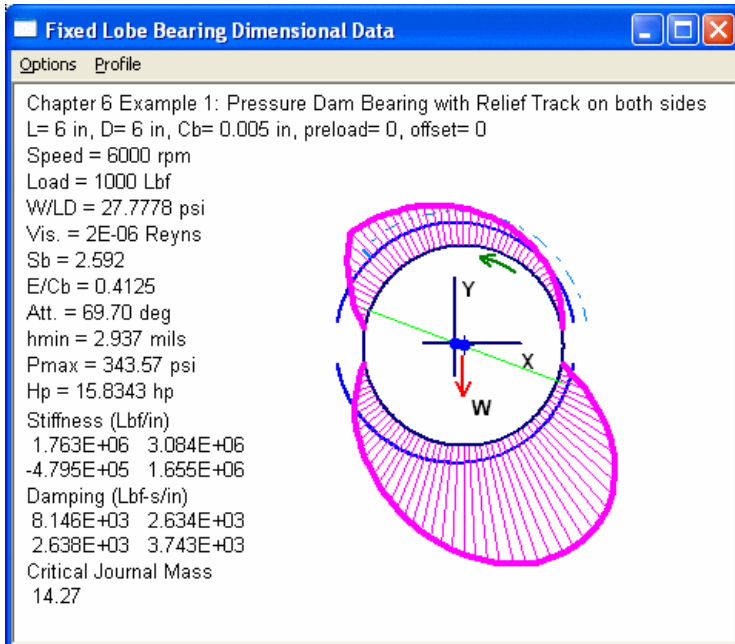 Fixed Lobe Bearing Dimensional Data
Options Profile
Chapter 6 Example 1: Pressure Dam Bearing with Relief Track on both sides
L= 6 in, D= 6 in, Cb= 0.005 in, preload= 0, offset= 0
Speed = 6000 rpm
Load = 1000 Lbf
W/LD = 27.7778 psi
Vis. = 2E-06 Reyns
Sb = 2.592
E/Cb = 0.4125
Att. = 69.70 deg
hmin = 2.937 mils
Pmax = 343.57 psi
Hp = 15.8343 hp
Stiffness (Lbf/in)
1.763E+06 3.084E+06
-4.795E+05 1.655E+06
Damping (Lbf-s/in)
8.146E+03 2.634E+03
2.638E+03 3.743E+03
Critical Journal Mass
14.27
Y
X
W